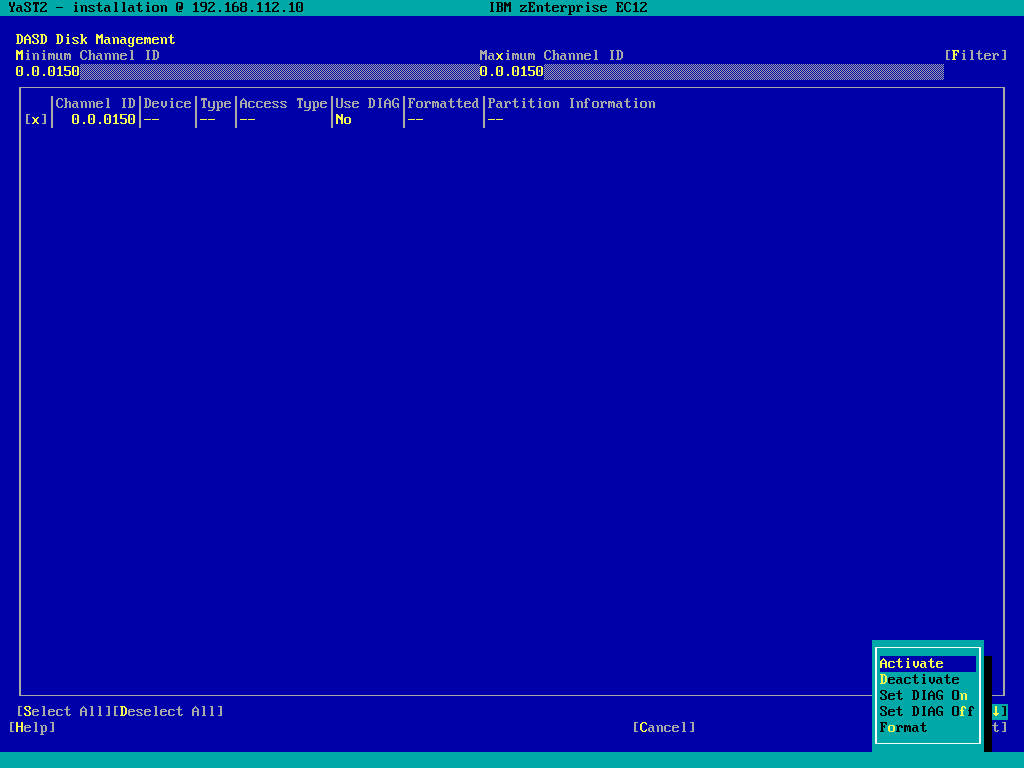 YaST2 - installation @ 192.168.112.10 IBM zEnterprise EC12
DASD Disk Management
Minimum Channel ID Maximum Channel ID [Filter]
0.0.0150 0.0.0150
Channel ID|Device|Type|Access Type|Use DIAG|Formatted|Partition Information
[x]| 0.0.0150|-- |-- |-- |No |-- |--
Activate
Deactivate
Set DIAG On
[Select All][Deselect All] Set DIAG Off ↓]
[Help] [Cancel] Format t]